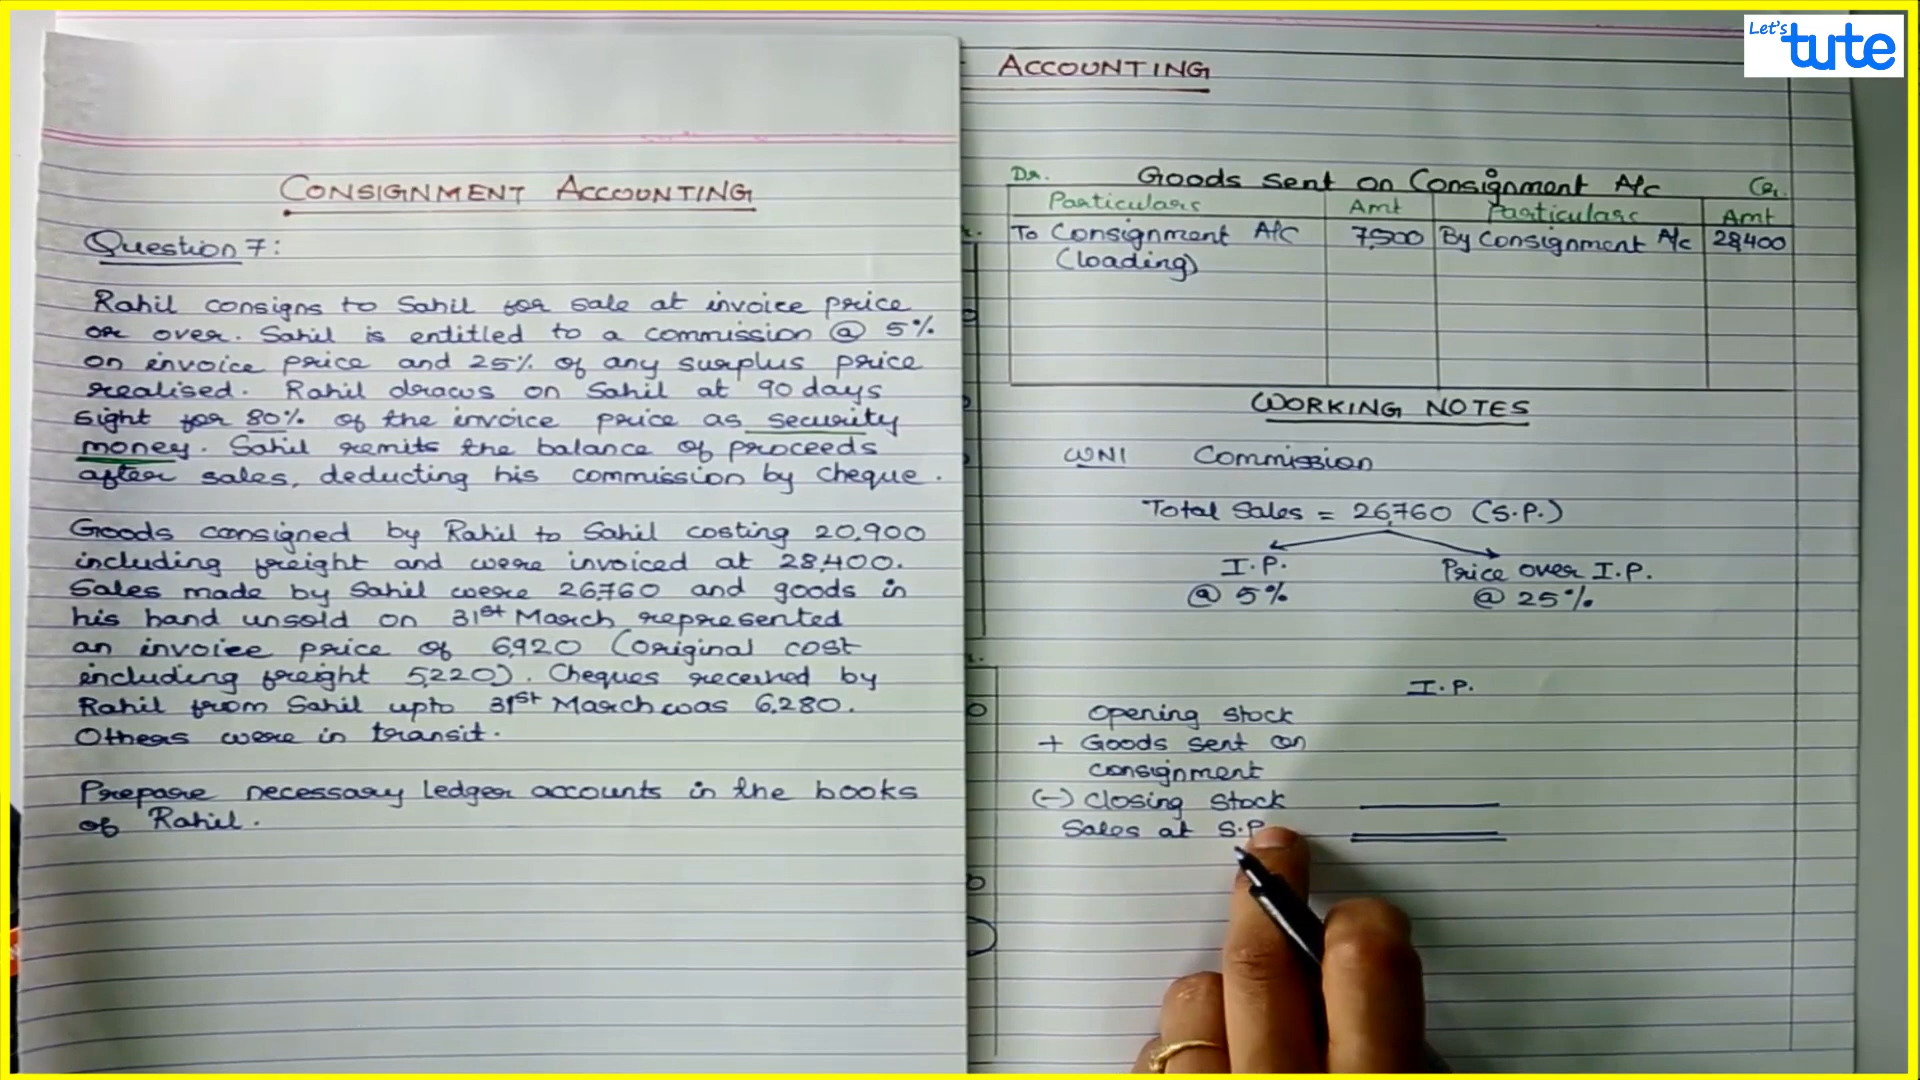 Let's tute
CONSIGNMENT ACCOUNTING
Question 7:
Rahil consigns to Sahil for sale at invoice price
or over. Sahil is entitled to a commission @ 5%
on invoice price and 25% of any surplus price
realised. Rahil draws on Sahil at 90 days
sight for 80% of the invoice price as security
money. Sahil remits the balance of proceeds
after sales, deducting his commission by cheque.
Goods consigned by Rahil to Sahil costing 20,900
including freight and were invoiced at 28,400.
Sales made by Sahil were 26,760 and goods in
his hand unsold on 31st March represented
an invoice price of 6,920 (original cost
including freight 5,220). Cheques received by
Rahil from Sahil upto 31st March was 6,280.
Others were in transit.
Prepare necessary ledger accounts in the books
of Rahil.
ACCOUNTING
Dr. Goods sent on Consignment A/c Cr.
Particulars Amt Particulars Amt
To Consignment A/C 7,500 By Consignment A/c 28,400
(loading)
WORKING NOTES
WN1 Commission
Total Sales = 26,760 (S.P.)
I.P. Price over I.P.
@ 5% @ 25%
I.P.
Opening stock
+ Goods sent on
consignment
(-) Closing stock
Sales at S.P.